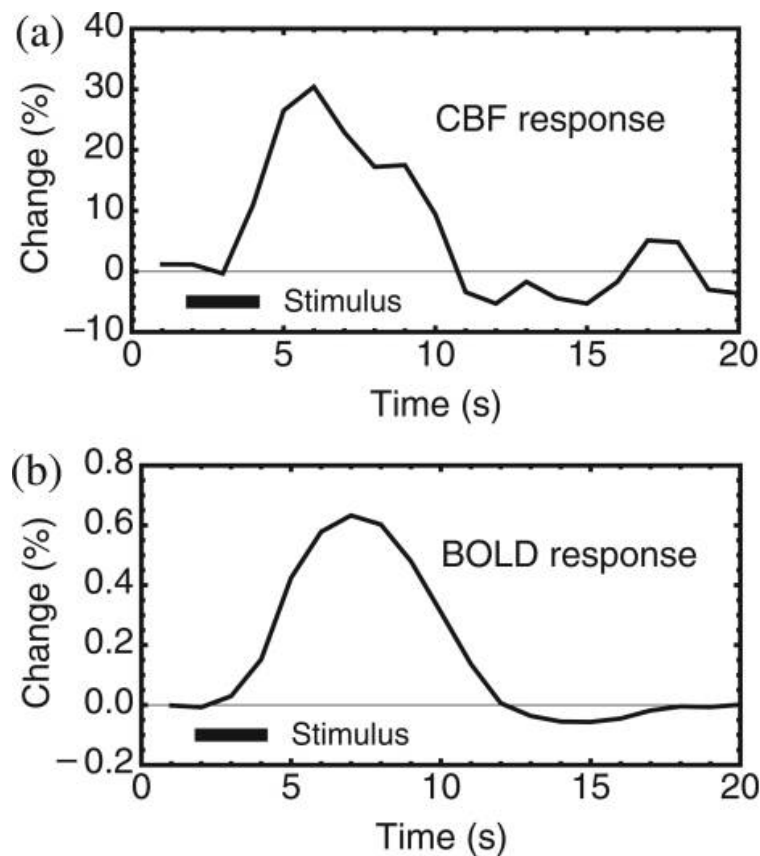 (a)
40
30
20
10
0
−10
Change (%)
CBF response
Stimulus
0 5 10 15 20
Time (s)
(b)
0.8
0.6
0.4
0.2
0.0
−0.2
Change (%)
BOLD response
Stimulus
0 5 10 15 20
Time (s)